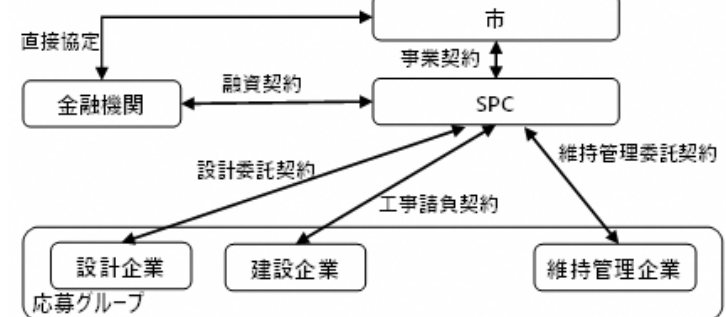 市
直接協定
事業契約
金融機関
融資契約
SPC
設計委託契約
維持管理委託契約
工事請負契約
設計企業
建設企業
維持管理企業
応募グループ